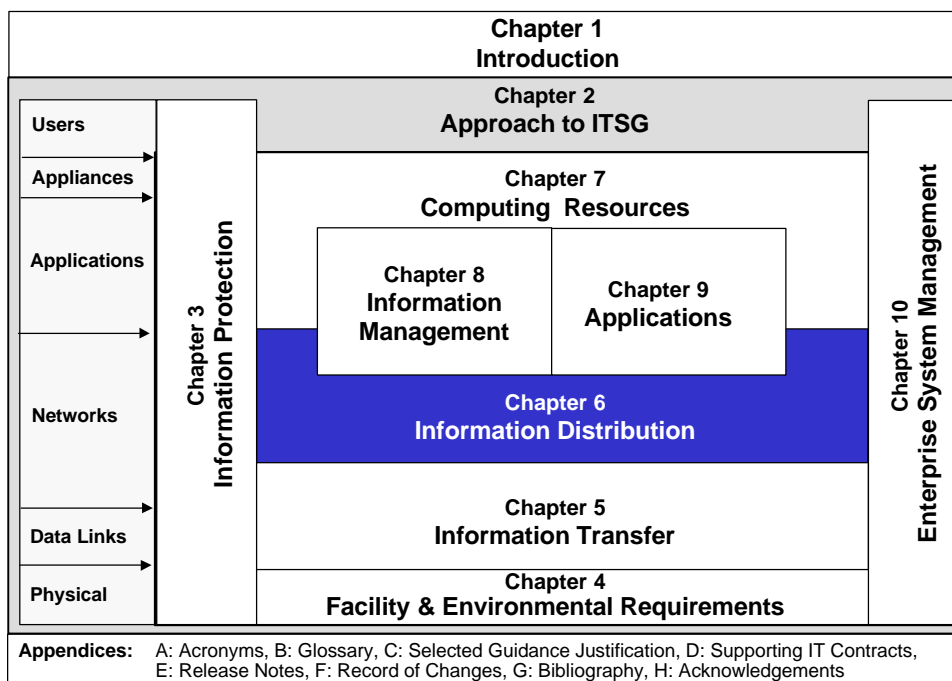 Chapter 1
Introduction
Chapter 2
Approach to ITSG
Users
Appliances
Applications
Networks
Data Links
Physical
Chapter 3
Information Protection
Chapter 7
Computing Resources
Chapter 8
Information
Management
Chapter 9
Applications
Chapter 6
Information Distribution
Chapter 5
Information Transfer
Chapter 4
Facility & Environmental Requirements
Chapter 10
Enterprise System Management
Appendices: A: Acronyms, B: Glossary, C: Selected Guidance Justification, D: Supporting IT Contracts,
E: Release Notes, F: Record of Changes, G: Bibliography, H: Acknowledgements